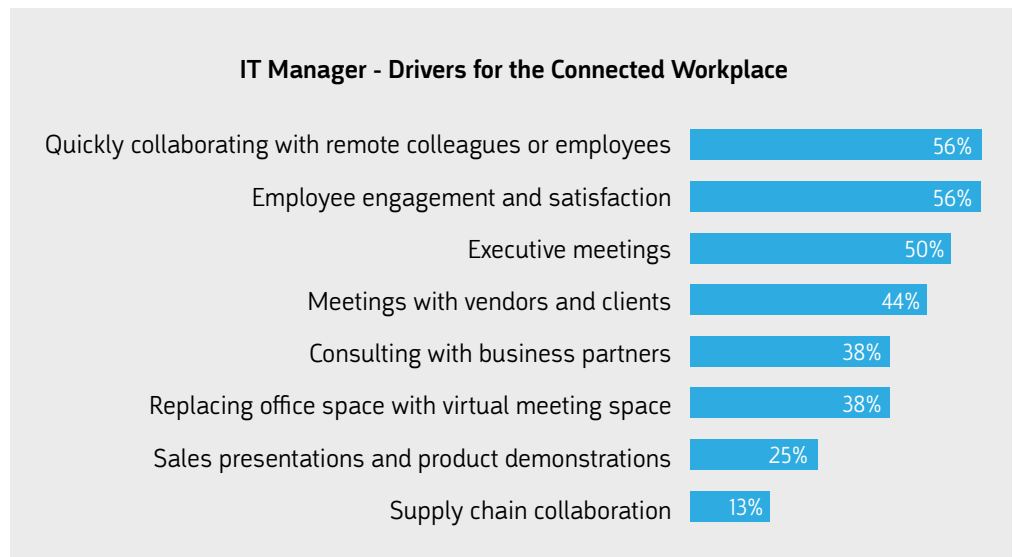 IT Manager - Drivers for the Connected Workplace
Quickly collaborating with remote colleagues or employees 56%
Employee engagement and satisfaction 56%
Executive meetings 50%
Meetings with vendors and clients 44%
Consulting with business partners 38%
Replacing office space with virtual meeting space 38%
Sales presentations and product demonstrations 25%
Supply chain collaboration 13%